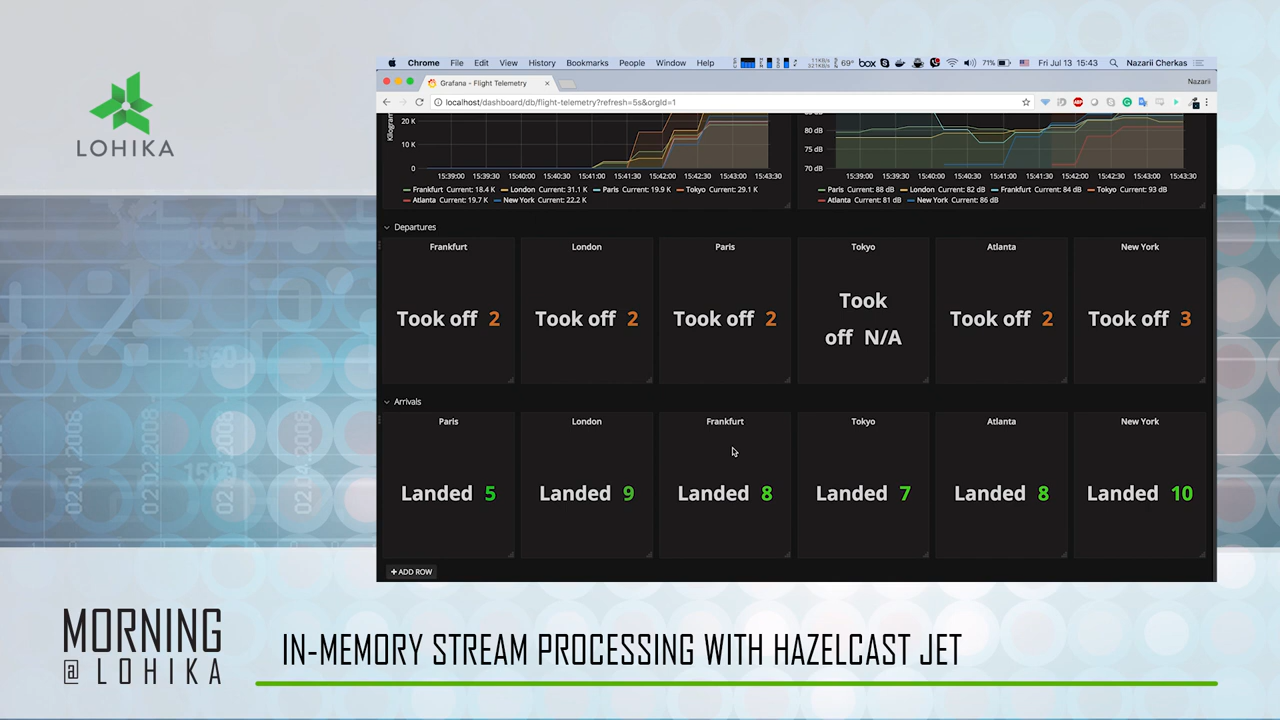 LOHIKA
Chrome File Edit View History Bookmarks People Window Help 69° box 71% Fri Jul 13 15:43 Nazarii Cherkas
Grafana - Flight Telemetry
Nazarii
localhost/dashboard/db/flight-telemetry?refresh=5s&orgId=1
20 K
10 K
0
15:39:00 15:39:30 15:40:00 15:40:30 15:41:00 15:41:30 15:42:00 15:42:30 15:43:00 15:43:30
Frankfurt Current: 18.4 K London Current: 31.1 K Paris Current: 19.9 K Tokyo Current: 29.1 K
Atlanta Current: 19.7 K New York Current: 22.2 K
80 dB
75 dB
70 dB
15:39:00 15:39:30 15:40:00 15:40:30 15:41:00 15:41:30 15:42:00 15:42:30 15:43:00 15:43:30
Paris Current: 88 dB London Current: 82 dB Frankfurt Current: 84 dB Tokyo Current: 93 dB
Atlanta Current: 81 dB New York Current: 86 dB
Departures
Frankfurt London Paris Tokyo Atlanta New York
Took off 2 Took off 2 Took off 2 Took off N/A Took off 2 Took off 3
Arrivals
Paris London Frankfurt Tokyo Atlanta New York
Landed 5 Landed 9 Landed 8 Landed 7 Landed 8 Landed 10
+ ADD ROW
02.01.2008
02.02.2008
MORNING
@ LOHIKA
IN-MEMORY STREAM PROCESSING WITH HAZELCAST JET